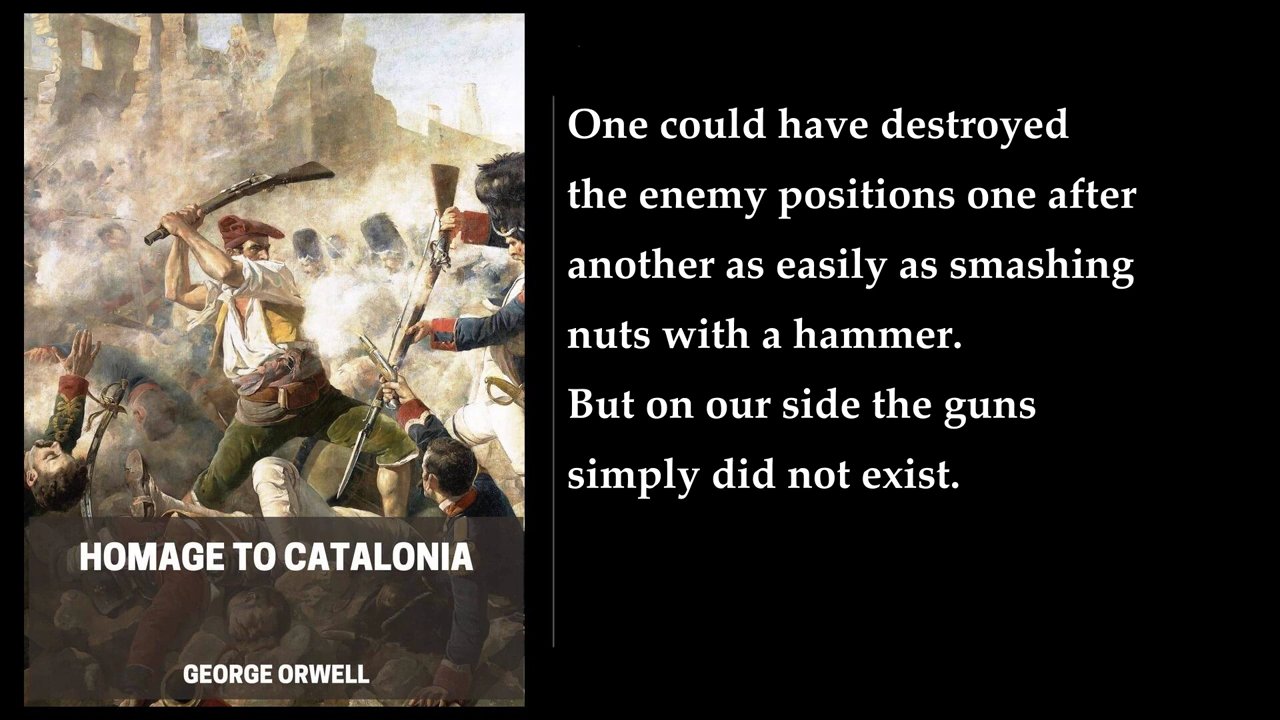 HOMAGE TO CATALONIA
GEORGE ORWELL
One could have destroyed
the enemy positions one after
another as easily as smashing
nuts with a hammer.
But on our side the guns
simply did not exist.